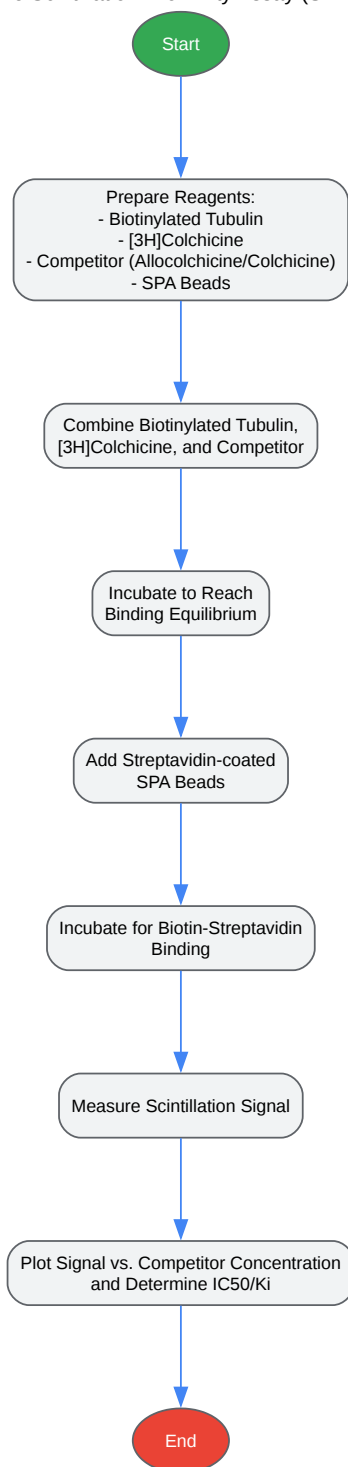 Start
Prepare Reagents:
- Biotinylated Tubulin
- [3H]Colchicine
- Competitor (Allocolchicine/Colchicine)
- SPA Beads
Combine Biotinylated Tubulin,
[3H]Colchicine, and Competitor
Incubate to Reach
Binding Equilibrium
Add Streptavidin-coated
SPA Beads
Incubate for Biotin-Streptavidin
Binding
Measure Scintillation Signal
Plot Signal vs. Competitor Concentration
and Determine IC50/Ki
End